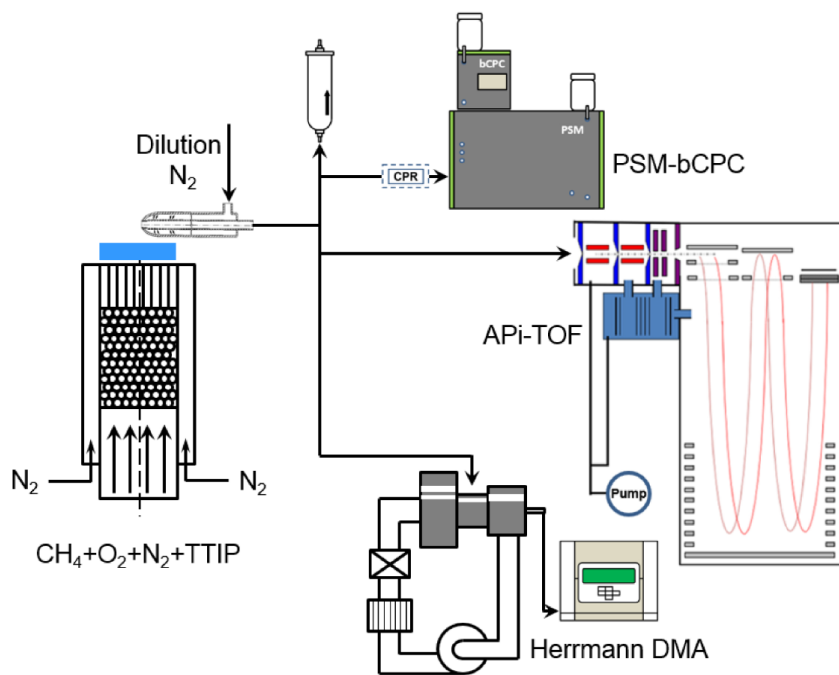 bCPC
PSM
Dilution
N₂
CPR
PSM-bCPC
APi-TOF
N₂
N₂
Pump
CH₄+O₂+N₂+TTIP
Herrmann DMA